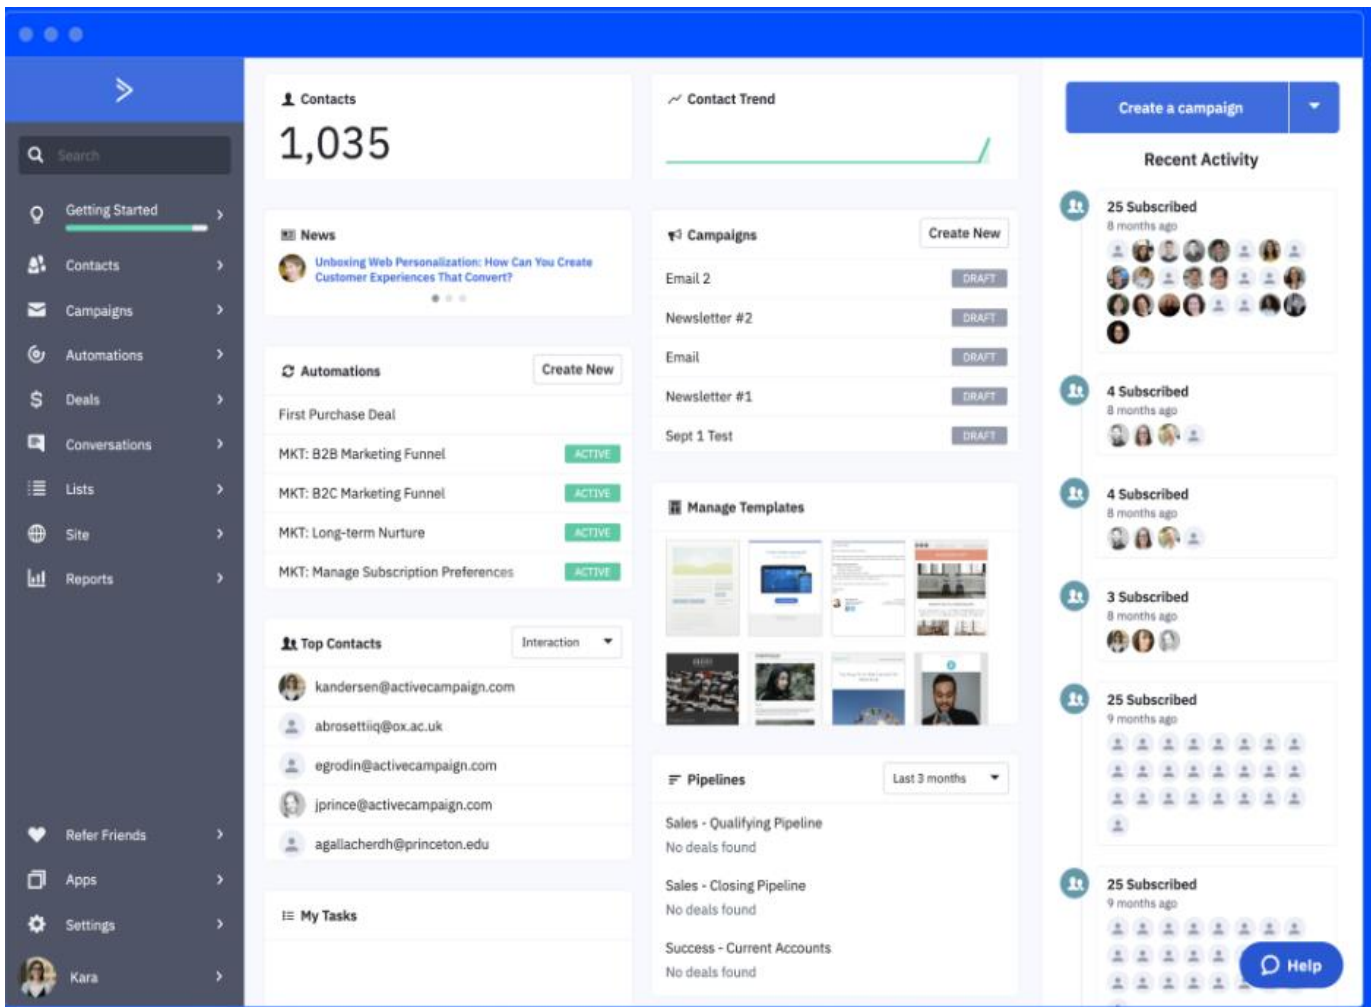 Search
Getting Started
Contacts
Campaigns
Automations
Deals
Conversations
Lists
Site
Reports
Refer Friends
Apps
Settings
Kara
Contacts
1,035
News
Unboxing Web Personalization: How Can You Create
Customer Experiences That Convert?
Automations
Create New
First Purchase Deal
MKT: B2B Marketing Funnel
ACTIVE
MKT: B2C Marketing Funnel
ACTIVE
MKT: Long-term Nurture
ACTIVE
MKT: Manage Subscription Preferences
ACTIVE
Top Contacts
Interaction
kandersen@activecampaign.com
abrosettiiq@ox.ac.uk
egrodin@activecampaign.com
jprince@activecampaign.com
agallacherdh@princeton.edu
My Tasks
Contact Trend
Campaigns
Create New
Email 2
DRAFT
Newsletter #2
DRAFT
Email
DRAFT
Newsletter #1
DRAFT
Sept 1 Test
DRAFT
Manage Templates
Pipelines
Last 3 months
Sales - Qualifying Pipeline
No deals found
Sales - Closing Pipeline
No deals found
Success - Current Accounts
No deals found
Create a campaign
Recent Activity
25 Subscribed
8 months ago
4 Subscribed
8 months ago
4 Subscribed
8 months ago
3 Subscribed
8 months ago
25 Subscribed
9 months ago
25 Subscribed
9 months ago
Help